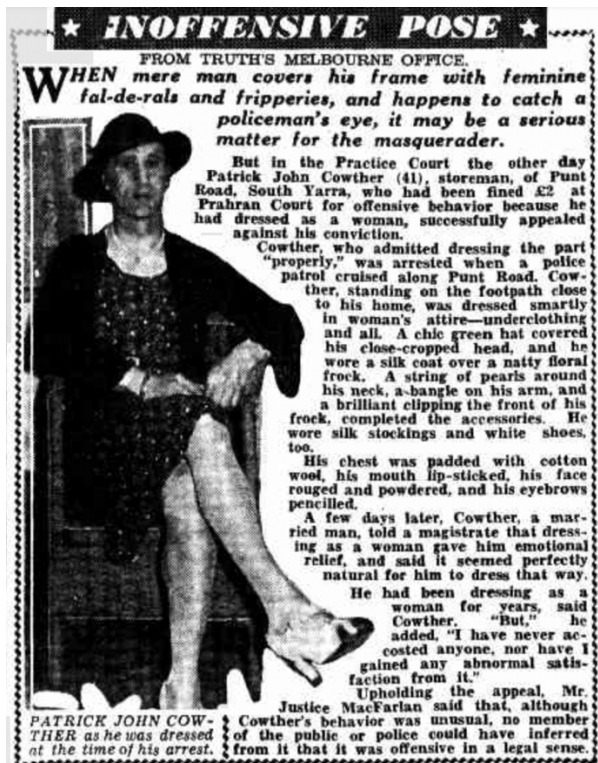 ★ INOFFENSIVE POSE ★
FROM TRUTH'S MELBOURNE OFFICE.
WHEN mere man covers his frame with feminine
fal-de-rals and fripperies, and happens to catch a
policeman's eye, it may be a serious
matter for the masquerader.
But in the Practice Court the other day
Patrick John Cowther (41), storeman, of Punt
Road, South Yarra, who had been fined £2 at
Prahran Court for offensive behavior because he
had dressed as a woman, successfully appealed
against his conviction.
Cowther, who admitted dressing the part
"properly," was arrested when a police
patrol cruised along Punt Road. Cow-
ther, standing on the footpath close
to his home, was dressed smartly
in woman's attire—underclothing
and all. A chic green hat covered
his close-cropped head, and he
wore a silk coat over a natty floral
frock. A string of pearls around
his neck, a bangle on his arm, and
a brilliant clipping the front of his
frock, completed the accessories. He
wore silk stockings and white shoes,
too.
His chest was padded with cotton
wool, his mouth lip-sticked, his face
rouged and powdered, and his eyebrows
pencilled.
A few days later, Cowther, a mar-
ried man, told a magistrate that dress-
ing as a woman gave him emotional
relief, and said it seemed perfectly
natural for him to dress that way.
He had been dressing as a
woman for years, said
Cowther. "But," he
added, "I have never ac-
costed anyone, nor have I
gained any abnormal satis-
faction from it."
Upholding the appeal, Mr.
Justice MacFarlan said that, although
Cowther's behavior was unusual, no member
of the public or police could have inferred
from it that it was offensive in a legal sense.
PATRICK JOHN COW-
THER as he was dressed
at the time of his arrest.